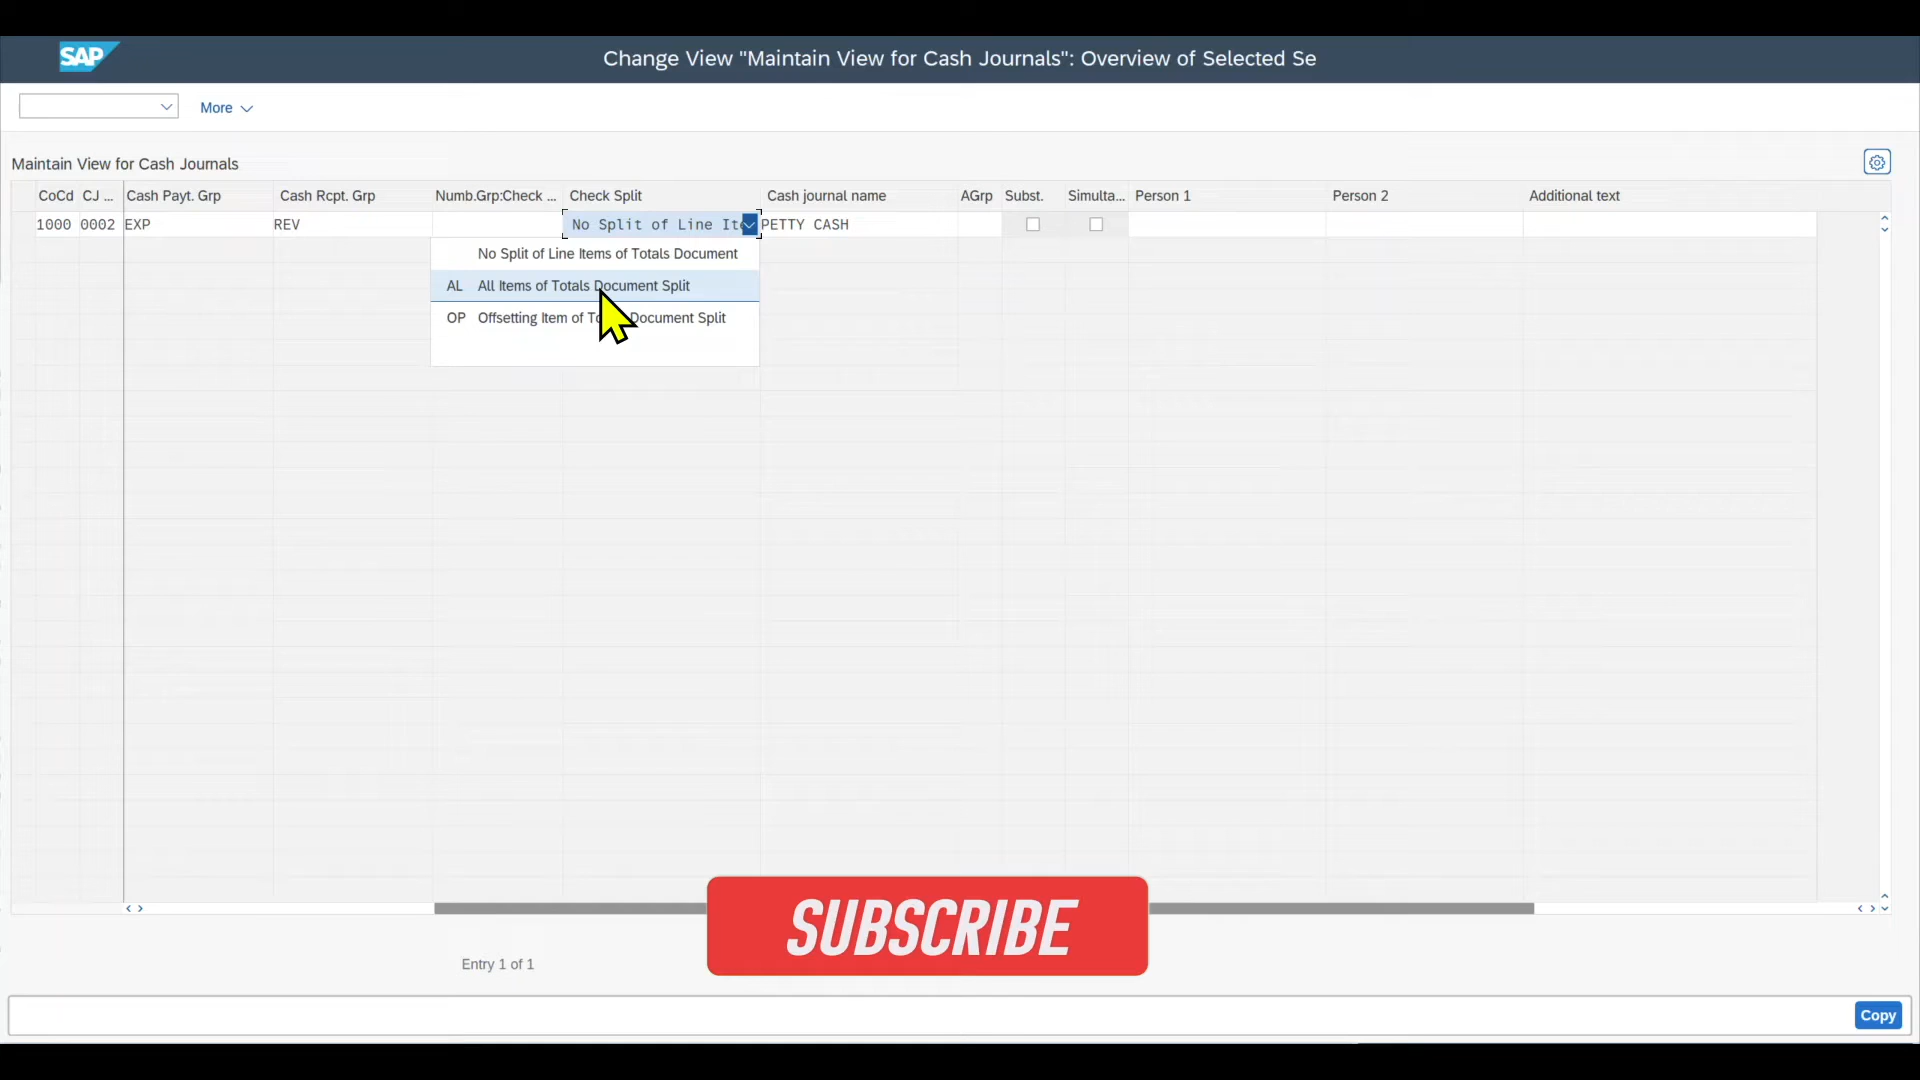 SAP
Change View "Maintain View for Cash Journals": Overview of Selected Se
More
Maintain View for Cash Journals
CoCd CJ ... Cash Payt. Grp Cash Rcpt. Grp Numb.Grp:Check ... Check Split Cash journal name AGrp Subst. Simulta... Person 1 Person 2 Additional text
1000 0002 EXP REV No Split of Line Ite PETTY CASH
No Split of Line Items of Totals Document
AL All Items of Totals Document Split
OP Offsetting Item of Document Split
SUBSCRIBE
Entry 1 of 1
Copy